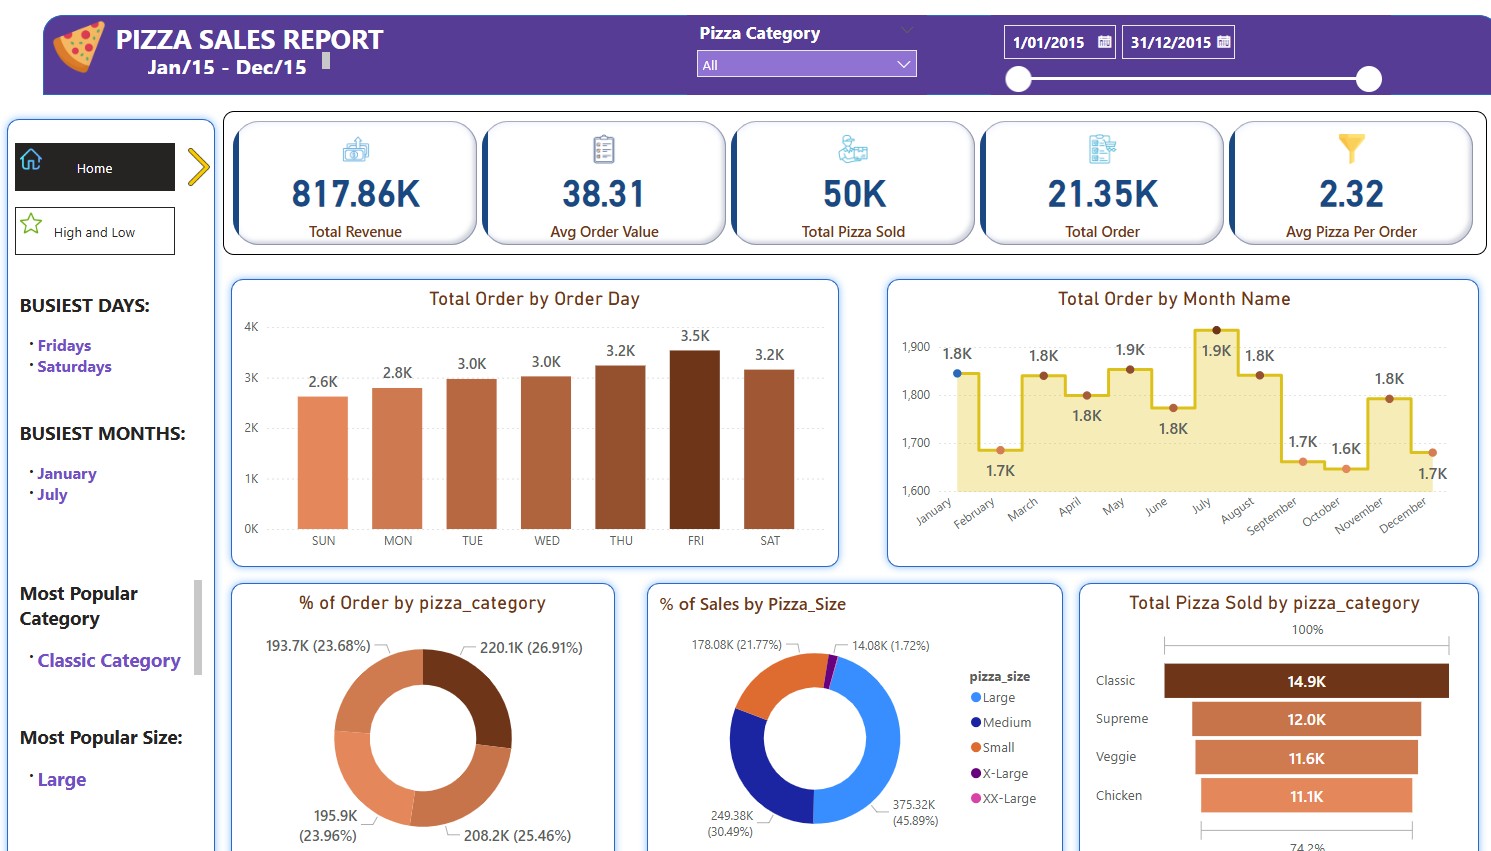 PIZZA SALES REPORT
Jan/15 - Dec/15
Pizza Category
All
1/01/2015
31/12/2015
Home
High and Low
BUSIEST DAYS:
Fridays
Saturdays
BUSIEST MONTHS:
January
July
Most Popular
Category
Classic Category
Most Popular Size:
Large
817.86K
Total Revenue
38.31
Avg Order Value
50K
Total Pizza Sold
21.35K
Total Order
2.32
Avg Pizza Per Order
Total Order by Order Day
4K
3K
2K
1K
0K
2.6K
2.8K
3.0K
3.0K
3.2K
3.5K
3.2K
SUN
MON
TUE
WED
THU
FRI
SAT
Total Order by Month Name
1,900
1,800
1,700
1,600
1.8K
1.7K
1.8K
1.8K
1.9K
1.8K
1.9K
1.8K
1.7K
1.6K
1.8K
1.7K
January
February
March
April
May
June
July
August
September
October
November
December
% of Order by pizza_category
193.7K (23.68%)
220.1K (26.91%)
195.9K
(23.96%)
208.2K (25.46%)
% of Sales by Pizza_Size
178.08K (21.77%)
14.08K (1.72%)
249.38K
(30.49%)
375.32K
(45.89%)
pizza_size
Large
Medium
Small
X-Large
XX-Large
Total Pizza Sold by pizza_category
100%
Classic
14.9K
Supreme
12.0K
Veggie
11.6K
Chicken
11.1K
74.2%